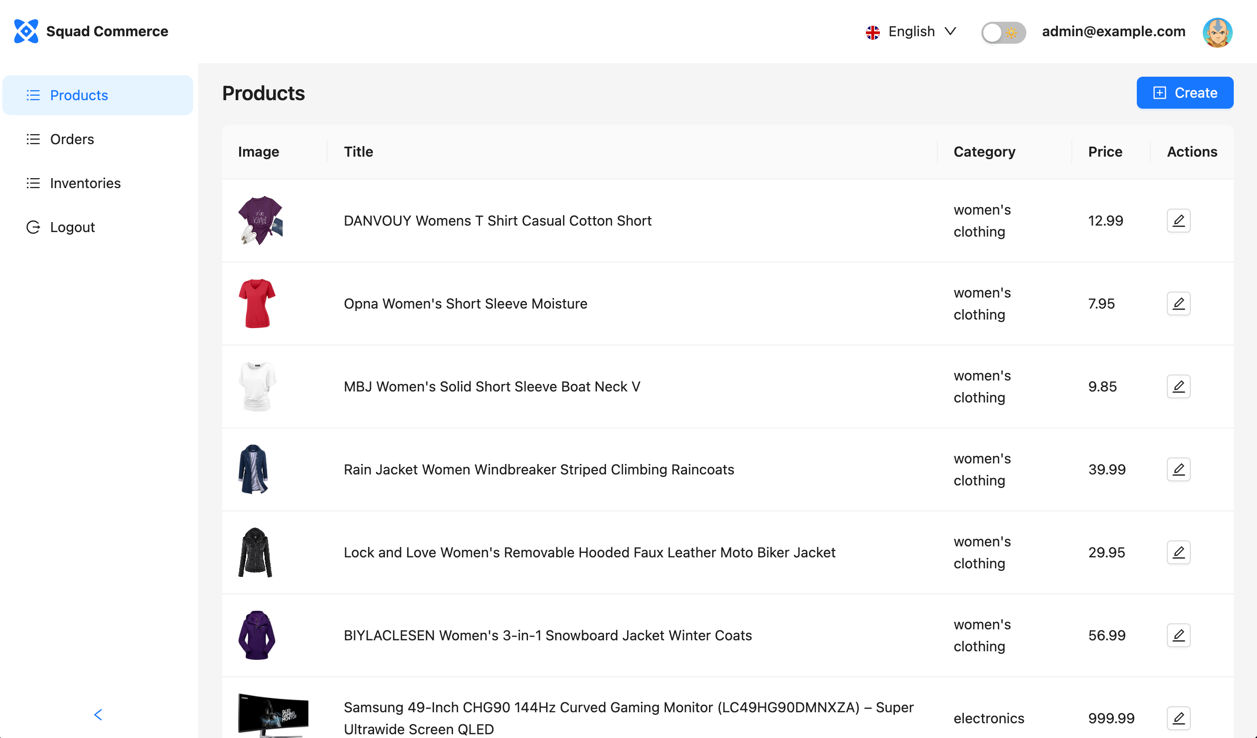 Squad Commerce
English
admin@example.com
Products
Orders
Inventories
Logout
Products
Create
Image Title Category Price Actions
DANVOUY Womens T Shirt Casual Cotton Short
women's
clothing
12.99
Opna Women's Short Sleeve Moisture
women's
clothing
7.95
MBJ Women's Solid Short Sleeve Boat Neck V
women's
clothing
9.85
Rain Jacket Women Windbreaker Striped Climbing Raincoats
women's
clothing
39.99
Lock and Love Women's Removable Hooded Faux Leather Moto Biker Jacket
women's
clothing
29.95
BIYLACLESEN Women's 3-in-1 Snowboard Jacket Winter Coats
women's
clothing
56.99
Samsung 49-Inch CHG90 144Hz Curved Gaming Monitor (LC49HG90DMNXZA) – Super
Ultrawide Screen QLED
electronics
999.99